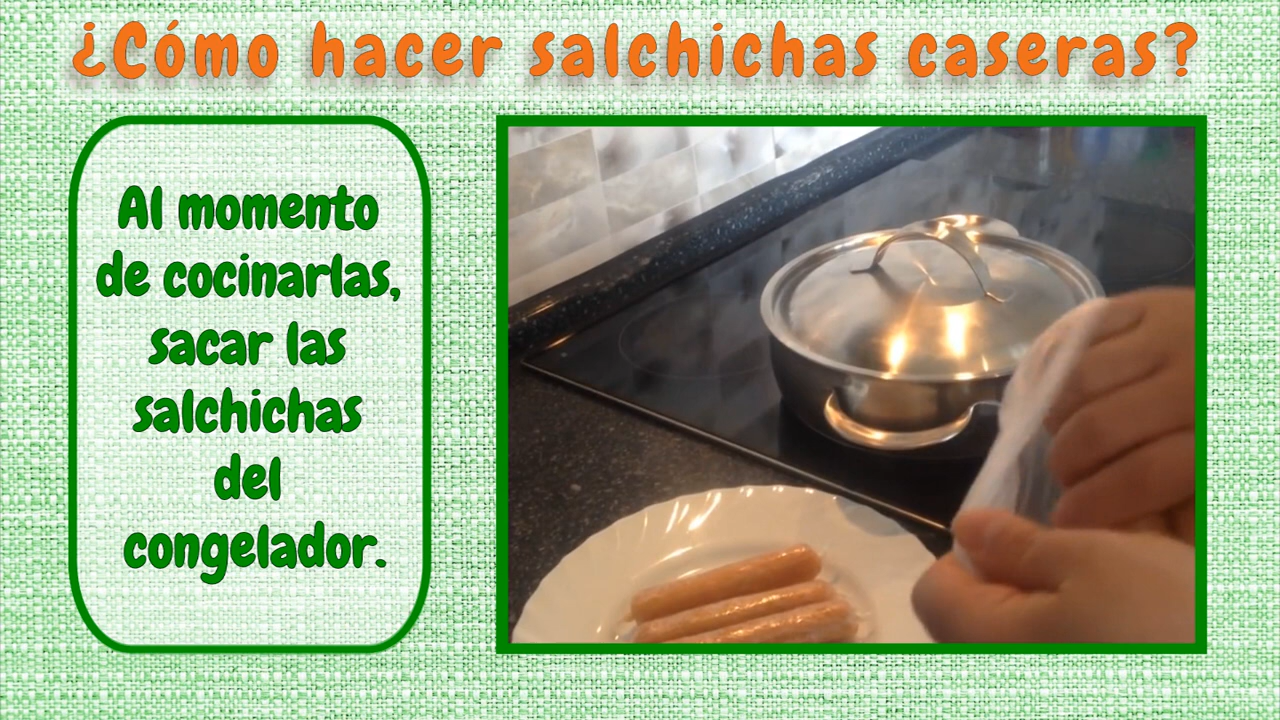 ¿Cómo hacer salchichas caseras?
Al momento
de cocinarlas,
sacar las
salchichas
del
congelador.